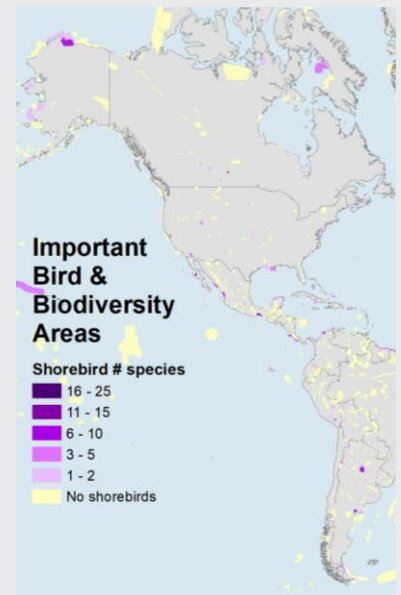 Important
Bird &
Biodiversity
Areas
Shorebird # species
16 - 25
11 - 15
6 - 10
3 - 5
1 - 2
No shorebirds